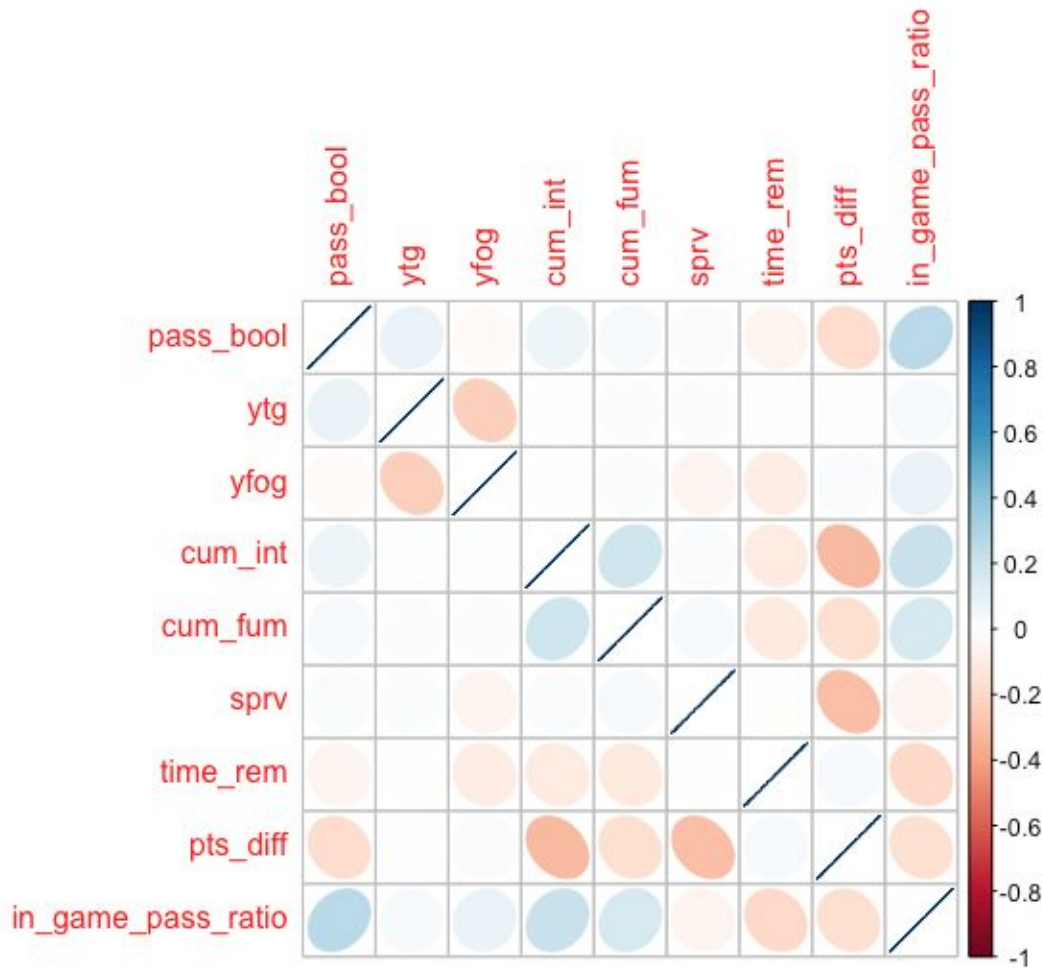 pass_bool
ytg
yfog
cum_int
cum_fum
sprv
time_rem
pts_diff
in_game_pass_ratio
pass_bool
ytg
yfog
cum_int
cum_fum
sprv
time_rem
pts_diff
in_game_pass_ratio
1
0.8
0.6
0.4
0.2
0
-0.2
-0.4
-0.6
-0.8
-1